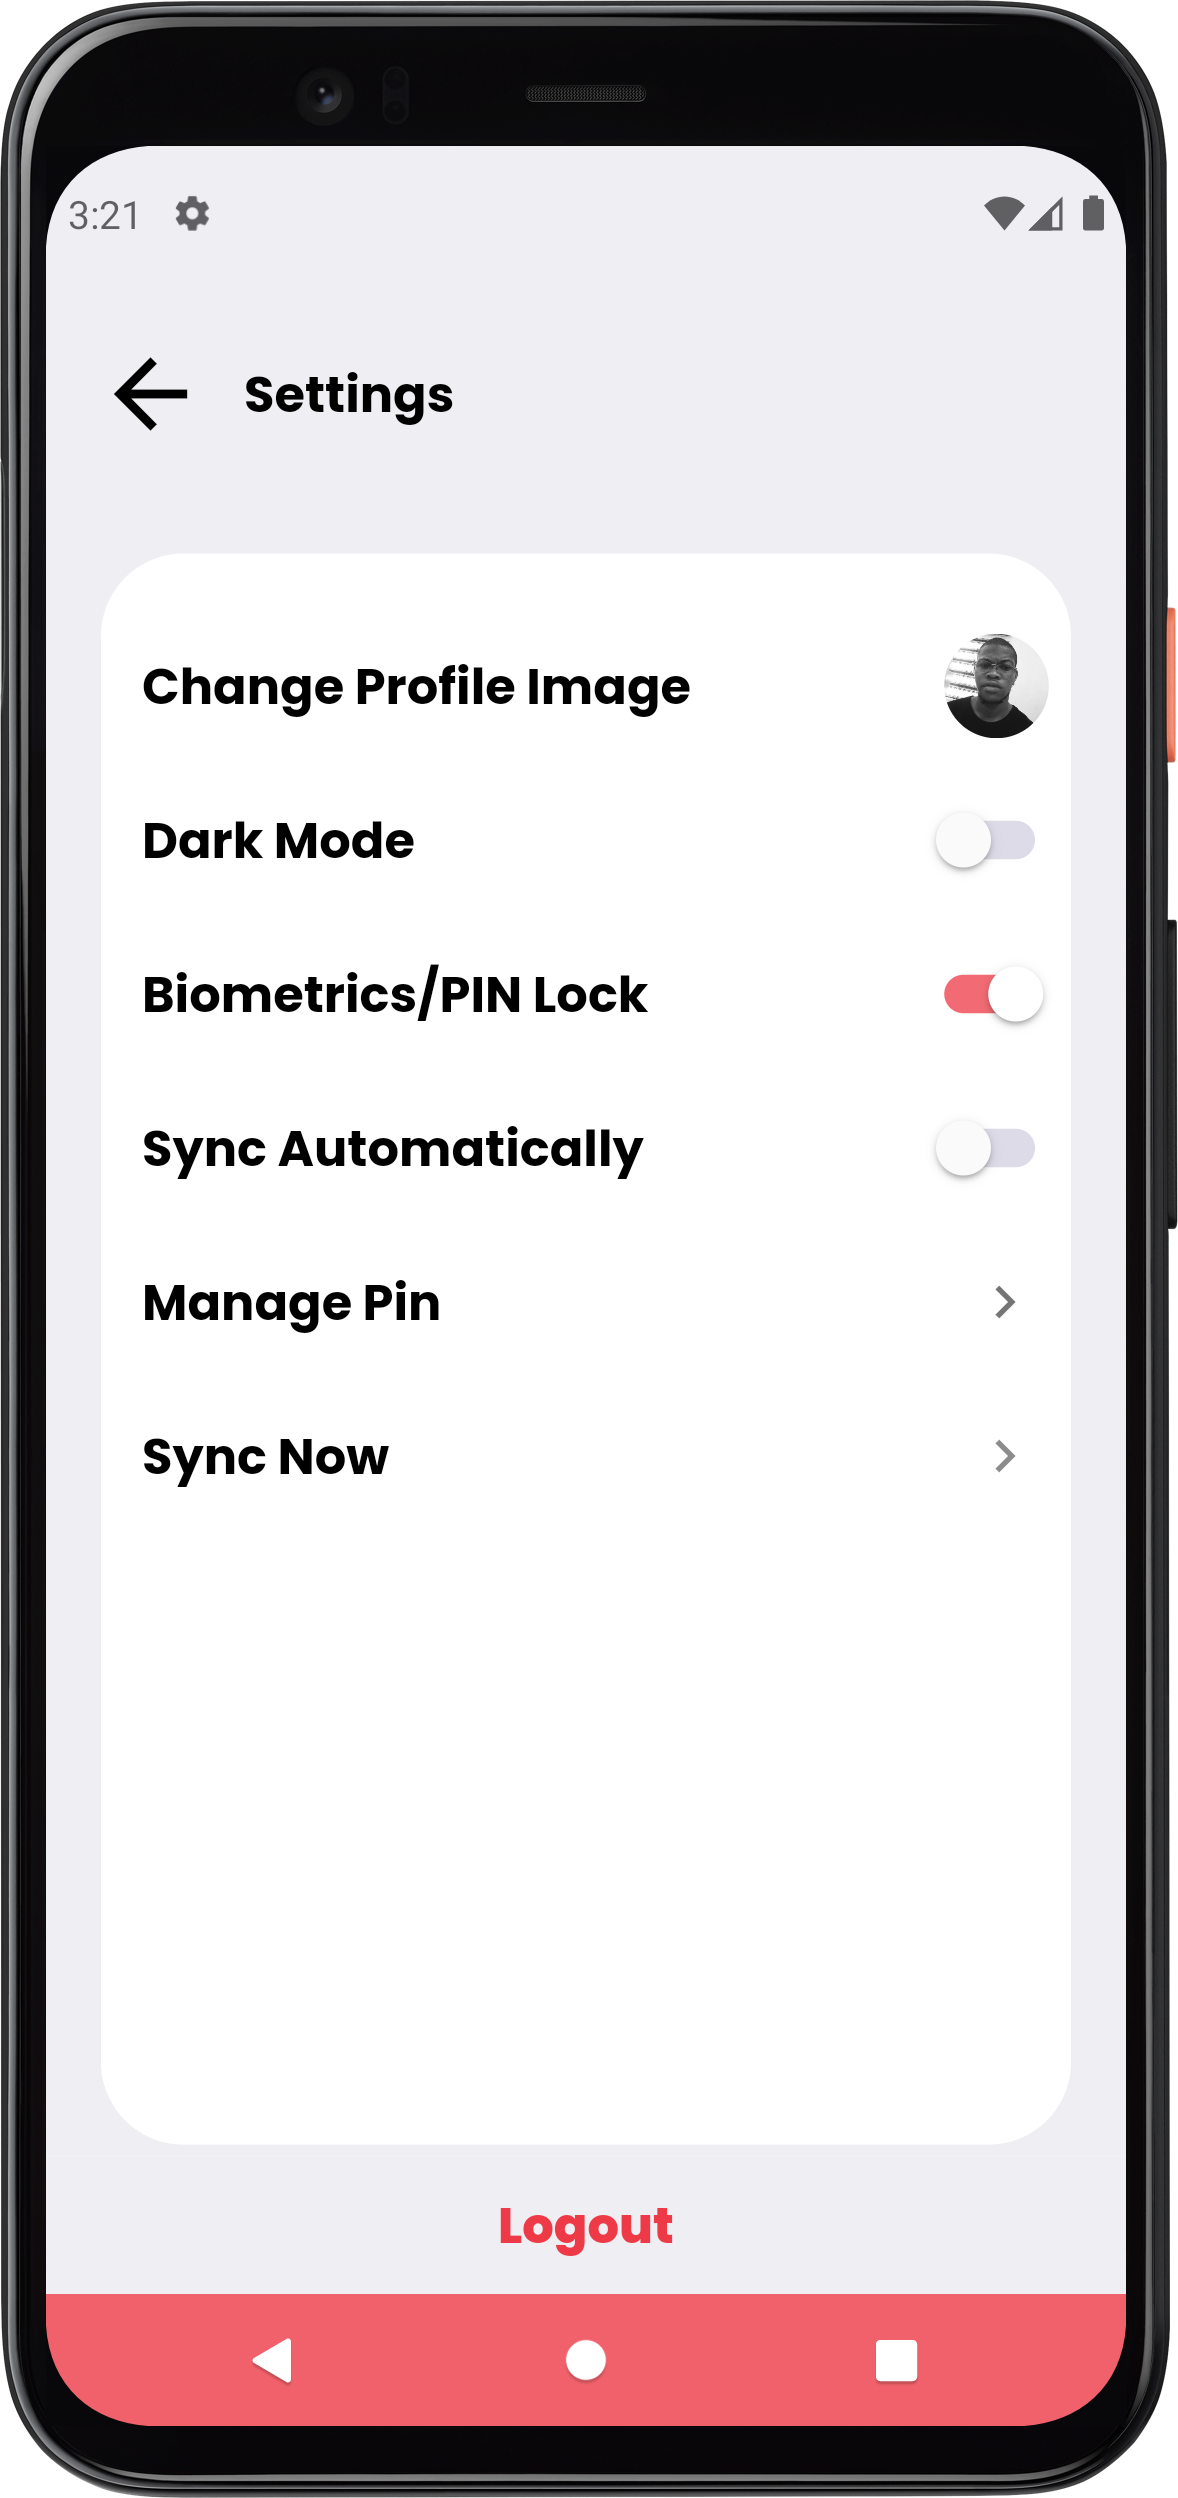 3:21
Settings
Change Profile Image
Dark Mode
Biometrics/PIN Lock
Sync Automatically
Manage Pin
Sync Now
Logout